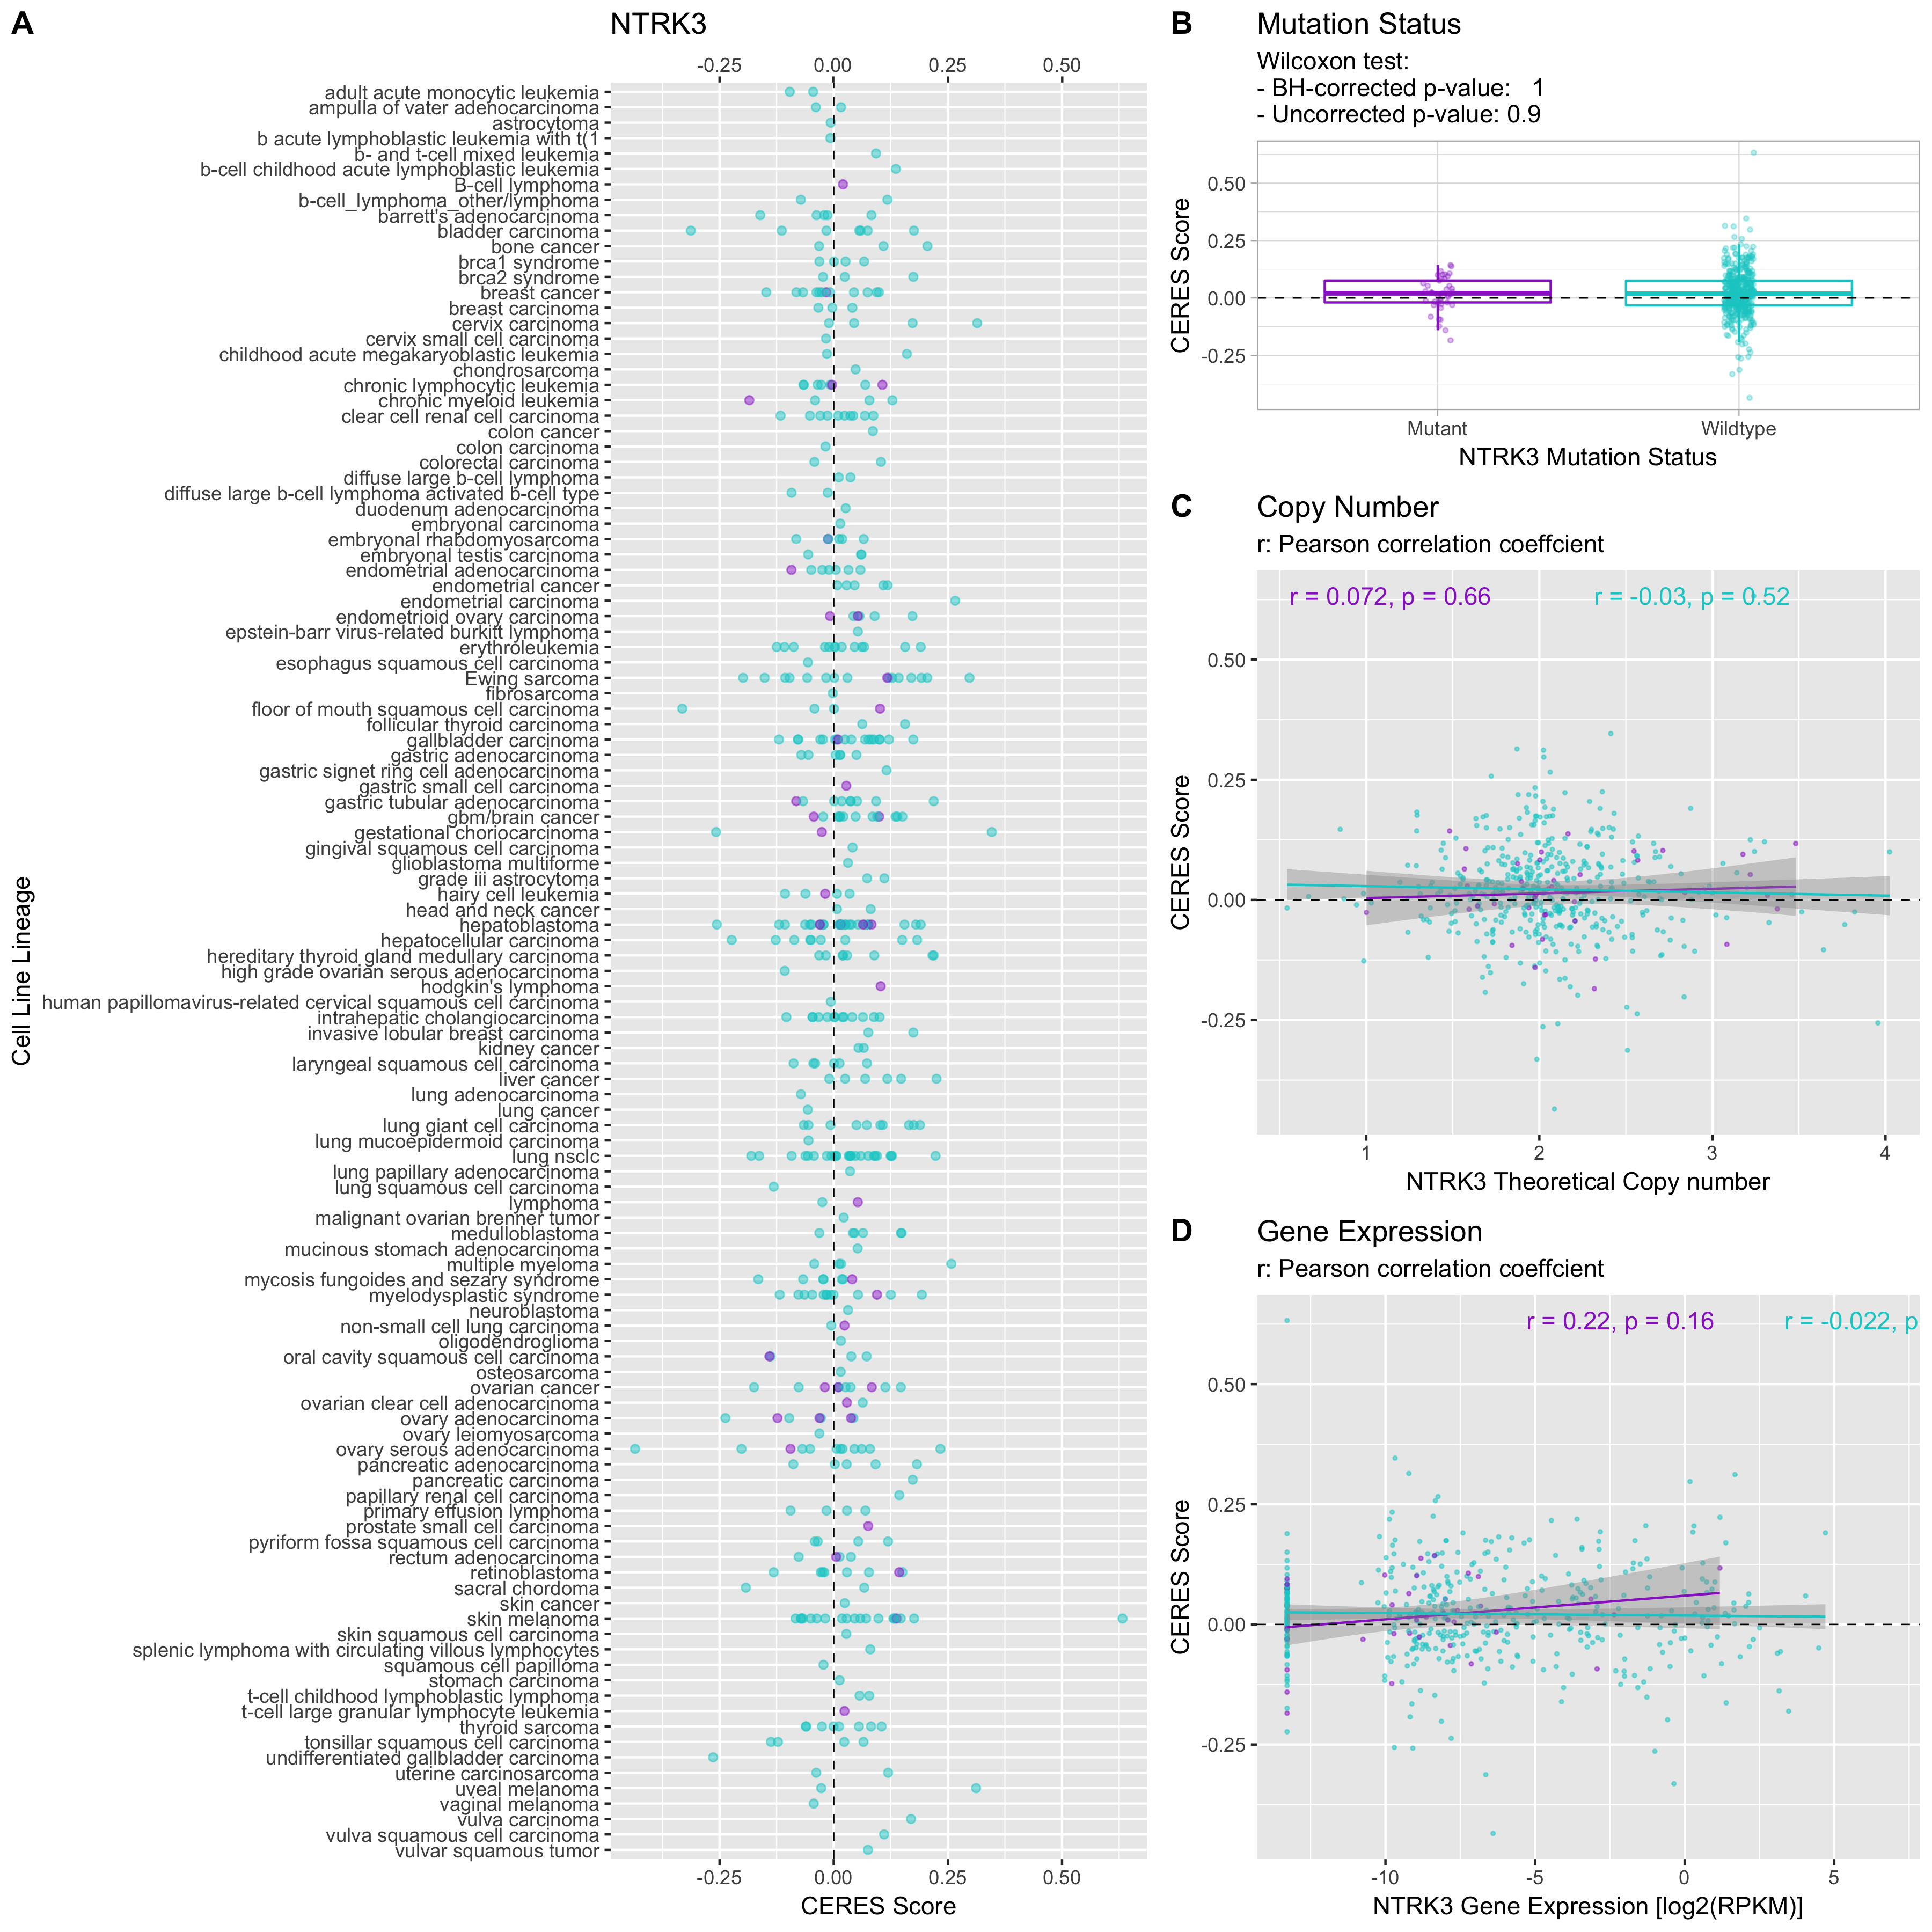 A
NTRK3
-0.25 0.00 0.25 0.50
adult acute monocytic leukemia
ampulla of vater adenocarcinoma
astrocytoma
b acute lymphoblastic leukemia with t(1
b- and t-cell mixed leukemia
b-cell childhood acute lymphoblastic leukemia
B-cell lymphoma
b-cell_lymphoma_other/lymphoma
barrett's adenocarcinoma
bladder carcinoma
bone cancer
brca1 syndrome
brca2 syndrome
breast cancer
breast carcinoma
cervix carcinoma
cervix small cell carcinoma
childhood acute megakaryoblastic leukemia
chondrosarcoma
chronic lymphocytic leukemia
chronic myeloid leukemia
clear cell renal cell carcinoma
colon cancer
colon carcinoma
colorectal carcinoma
diffuse large b-cell lymphoma
diffuse large b-cell lymphoma activated b-cell type
duodenum adenocarcinoma
embryonal carcinoma
embryonal rhabdomyosarcoma
embryonal testis carcinoma
endometrial adenocarcinoma
endometrial cancer
endometrial carcinoma
endometrioid ovary carcinoma
epstein-barr virus-related burkitt lymphoma
erythroleukemia
esophagus squamous cell carcinoma
Ewing sarcoma
fibrosarcoma
floor of mouth squamous cell carcinoma
follicular thyroid carcinoma
gallbladder carcinoma
gastric adenocarcinoma
gastric signet ring cell adenocarcinoma
gastric small cell carcinoma
gastric tubular adenocarcinoma
gbm/brain cancer
gestational choriocarcinoma
gingival squamous cell carcinoma
glioblastoma multiforme
grade iii astrocytoma
hairy cell leukemia
head and neck cancer
hepatoblastoma
hepatocellular carcinoma
hereditary thyroid gland medullary carcinoma
high grade ovarian serous adenocarcinoma
hodgkin's lymphoma
human papillomavirus-related cervical squamous cell carcinoma
intrahepatic cholangiocarcinoma
invasive lobular breast carcinoma
kidney cancer
laryngeal squamous cell carcinoma
liver cancer
lung adenocarcinoma
lung cancer
lung giant cell carcinoma
lung mucoepidermoid carcinoma
lung nsclc
lung papillary adenocarcinoma
lung squamous cell carcinoma
lymphoma
malignant ovarian brenner tumor
medulloblastoma
mucinous stomach adenocarcinoma
multiple myeloma
mycosis fungoides and sezary syndrome
myelodysplastic syndrome
neuroblastoma
non-small cell lung carcinoma
oligodendroglioma
oral cavity squamous cell carcinoma
osteosarcoma
ovarian cancer
ovarian clear cell adenocarcinoma
ovary adenocarcinoma
ovary leiomyosarcoma
ovary serous adenocarcinoma
pancreatic adenocarcinoma
pancreatic carcinoma
papillary renal cell carcinoma
primary effusion lymphoma
prostate small cell carcinoma
pyriform fossa squamous cell carcinoma
rectum adenocarcinoma
retinoblastoma
sacral chordoma
skin cancer
skin melanoma
skin squamous cell carcinoma
splenic lymphoma with circulating villous lymphocytes
squamous cell papilloma
stomach carcinoma
t-cell childhood lymphoblastic lymphoma
t-cell large granular lymphocyte leukemia
thyroid sarcoma
tonsillar squamous cell carcinoma
undifferentiated gallbladder carcinoma
uterine carcinosarcoma
uveal melanoma
vaginal melanoma
vulva carcinoma
vulva squamous cell carcinoma
vulvar squamous tumor
-0.25 0.00 0.25 0.50
CERES Score
Cell Line Lineage
B
Mutation Status
Wilcoxon test:
- BH-corrected p-value: 1
- Uncorrected p-value: 0.9
0.50
0.25
0.00
-0.25
CERES Score
Mutant Wildtype
NTRK3 Mutation Status
C
Copy Number
r: Pearson correlation coeffcient
r = 0.072, p = 0.66 r = -0.03, p = 0.52
0.50
0.25
0.00
-0.25
CERES Score
1 2 3 4
NTRK3 Theoretical Copy number
D
Gene Expression
r: Pearson correlation coeffcient
r = 0.22, p = 0.16 r = -0.022, p
0.50
0.25
0.00
-0.25
CERES Score
-10 -5 0 5
NTRK3 Gene Expression [log2(RPKM)]